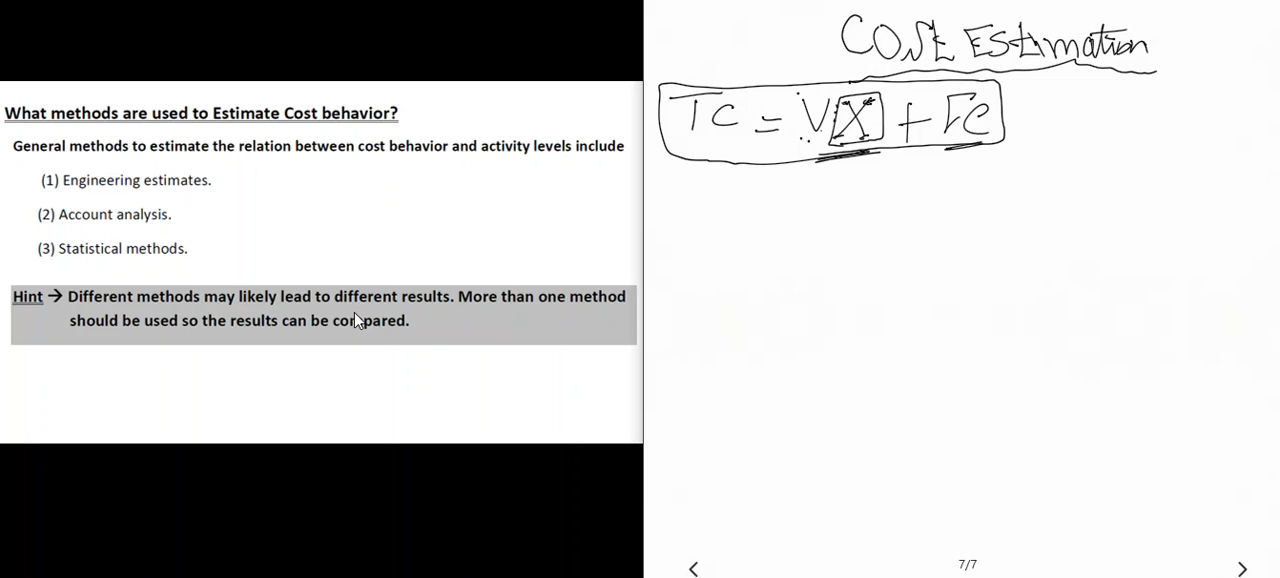 What methods are used to Estimate Cost behavior?
General methods to estimate the relation between cost behavior and activity levels include
(1) Engineering estimates.
(2) Account analysis.
(3) Statistical methods.
Hint → Different methods may likely lead to different results. More than one method
should be used so the results can be compared.
COST Estimation
TC = VX + FC
7/7